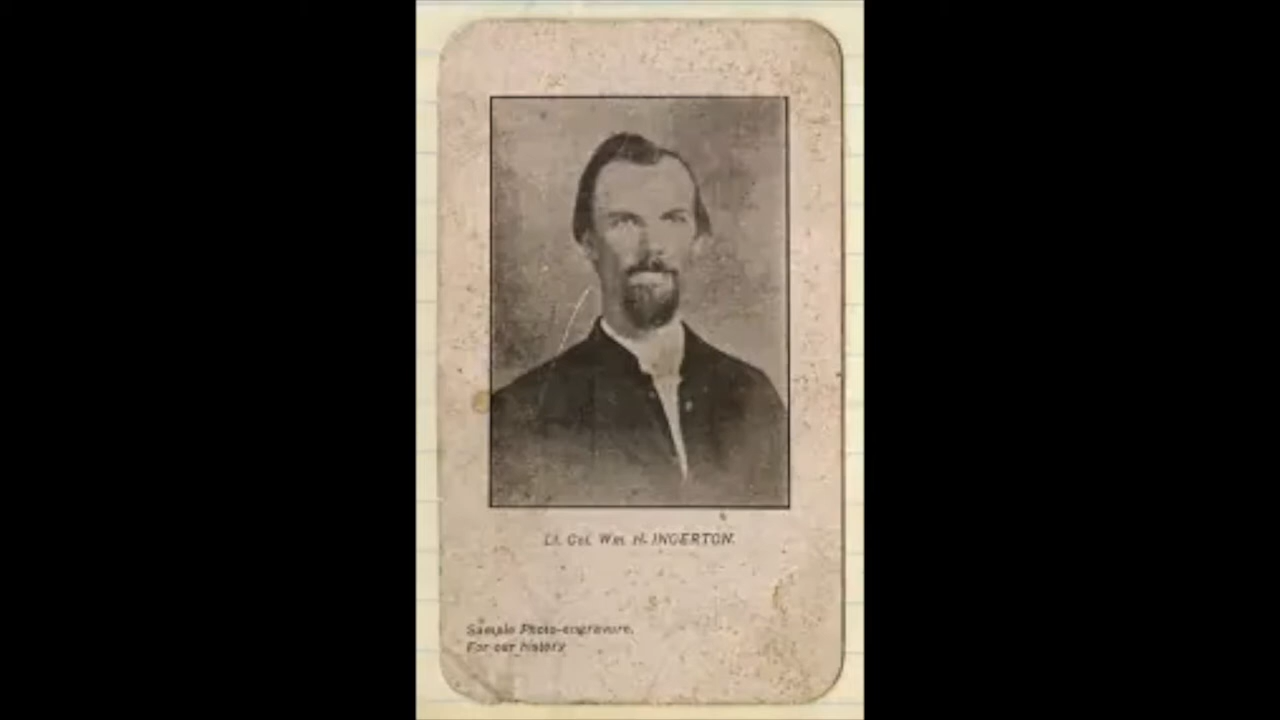 Lt. Col. Wm. H. INGERTON.
Sample Photo-engravure.
For our history